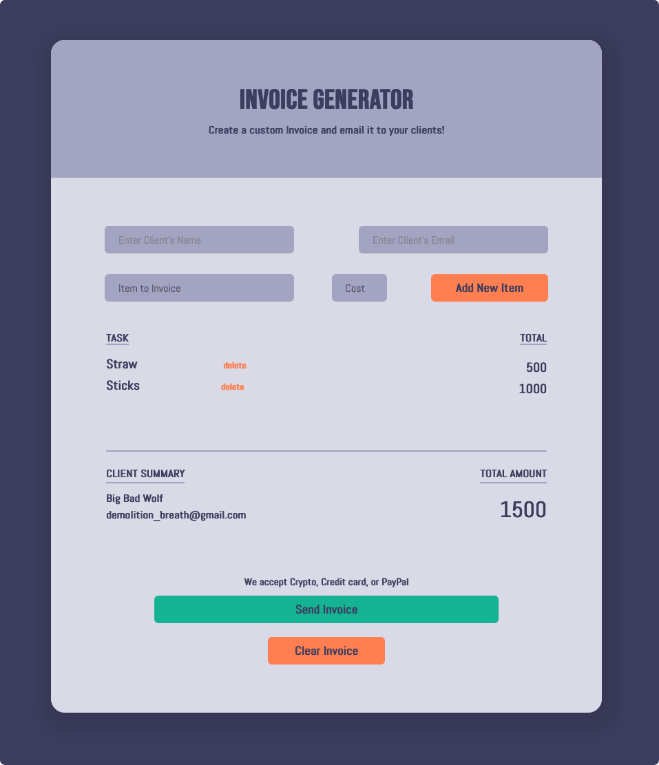 INVOICE GENERATOR
Create a custom Invoice and email it to your clients!
Enter Client's Name
Enter Client's Email
Item to Invoice
Cost
Add New Item
TASK
TOTAL
Straw
delete
500
Sticks
delete
1000
CLIENT SUMMARY
TOTAL AMOUNT
Big Bad Wolf
demolition_breath@gmail.com
1500
We accept Crypto, Credit card, or PayPal
Send Invoice
Clear Invoice